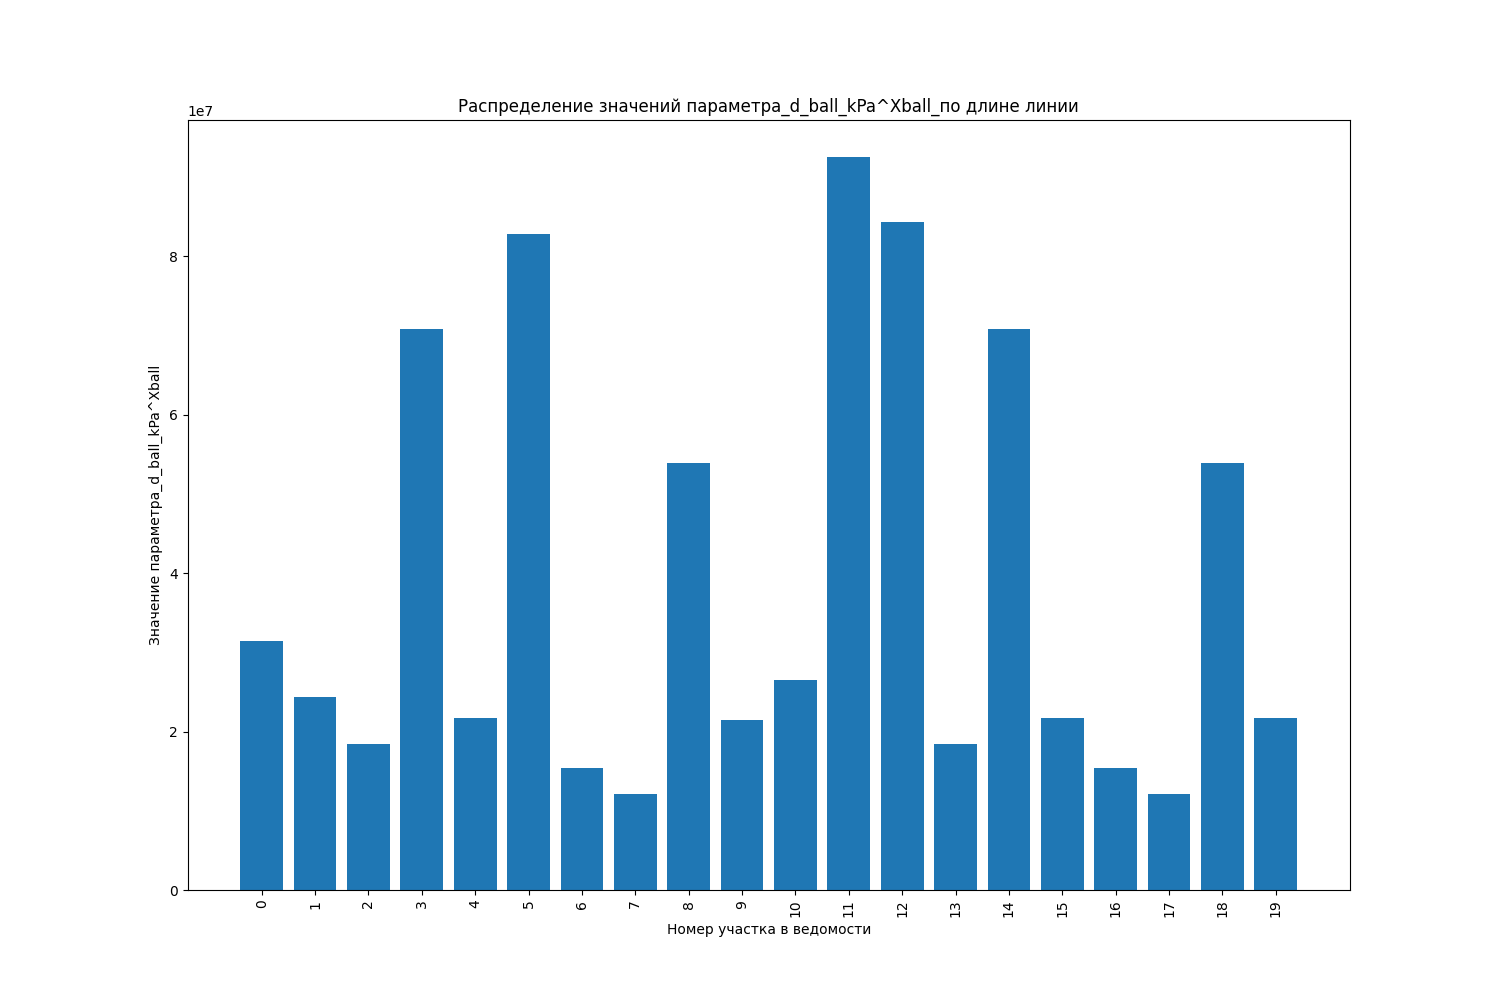 Распределение значений параметра_d_ball_kPa^Xball_по длине линии
1e7
8
6
4
2
0
Значение параметра_d_ball_kPa^Xball
0 1 2 3 4 5 6 7 8 9 10 11 12 13 14 15 16 17 18 19
Номер участка в ведомости